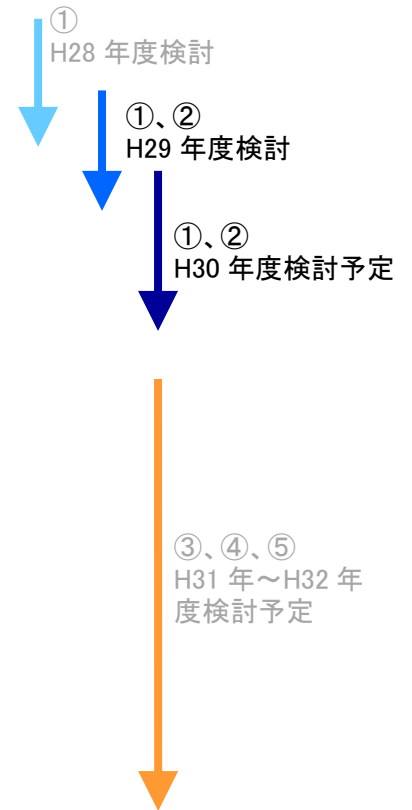 ①
H28 年度検討
①、②
H29 年度検討
①、②
H30 年度検討予定
③、④、⑤
H31 年～H32 年
度検討予定